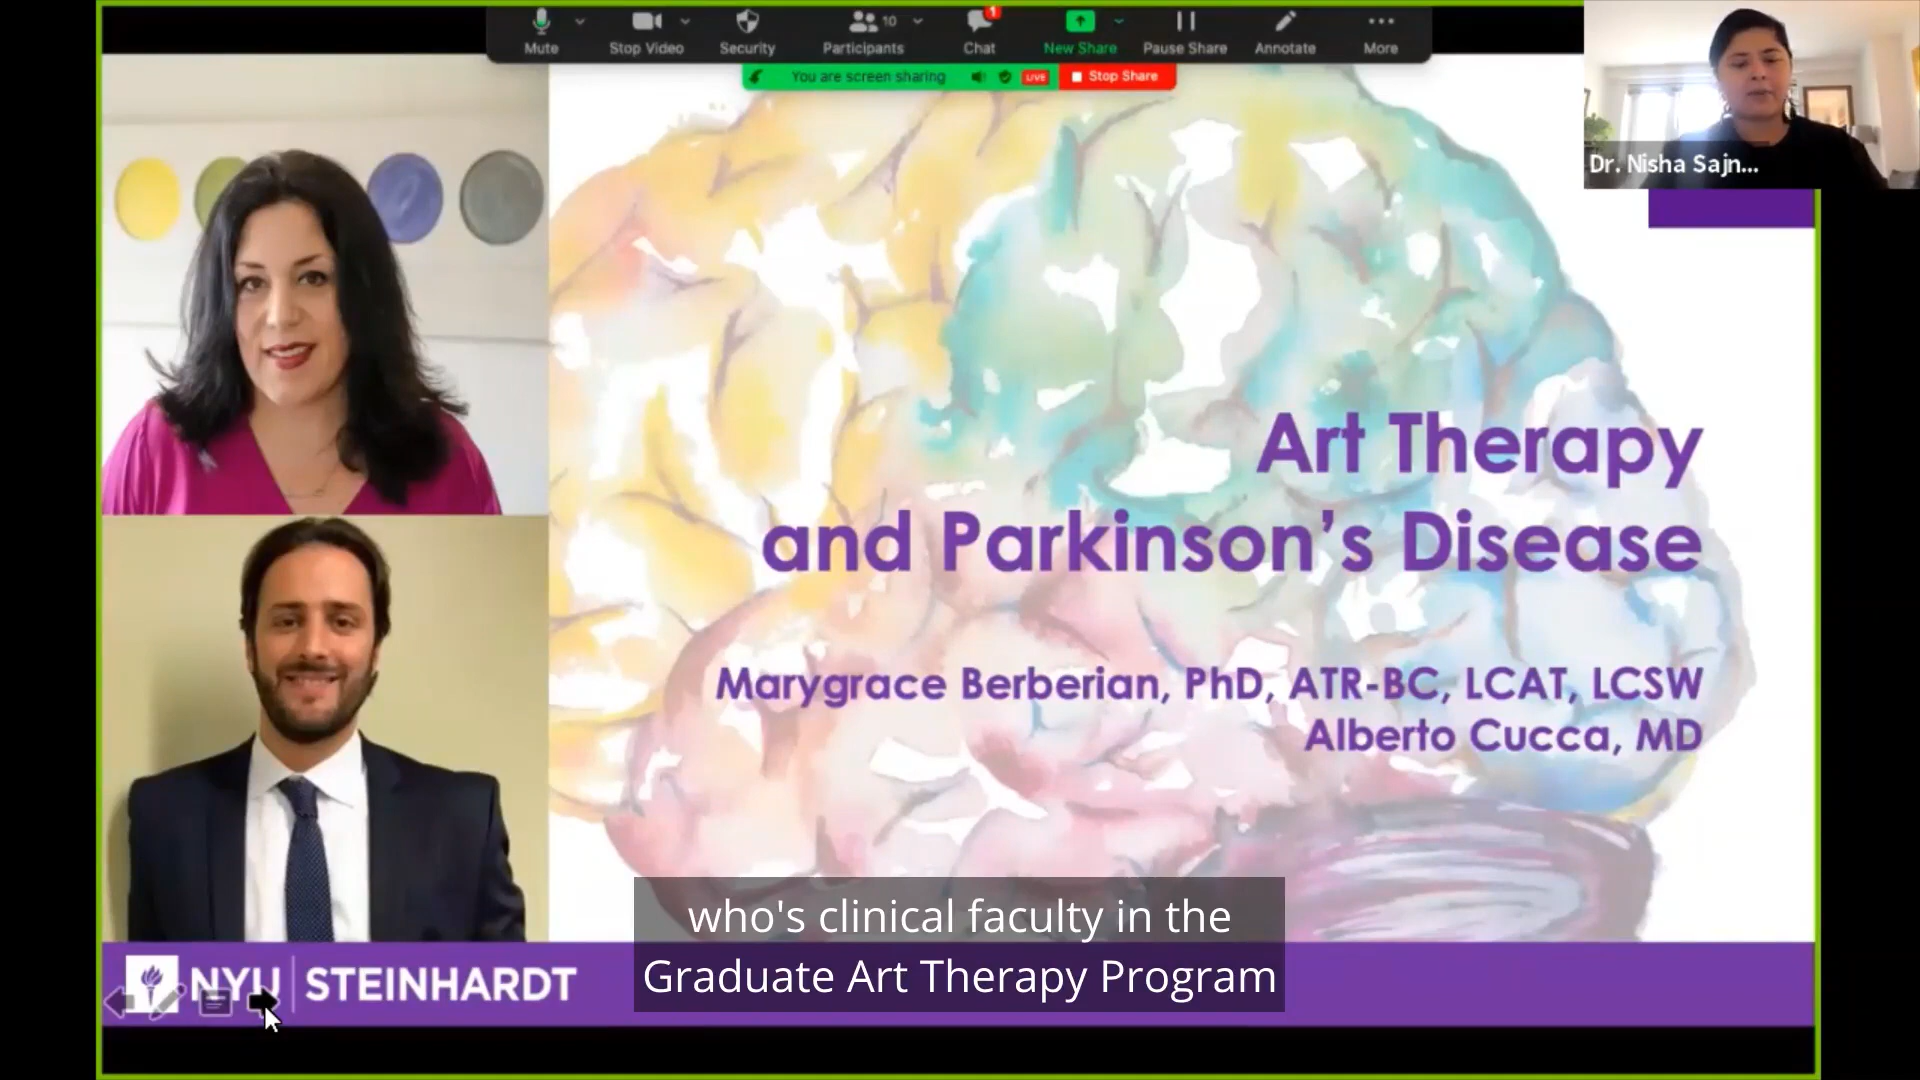 Mute
Stop Video
Security
10
Participants
1
Chat
New Share
Pause Share
Annotate
More
You are screen sharing
LIVE
Stop Share
Dr. Nisha Sajn...
Art Therapy
and Parkinson’s Disease
Marygrace Berberian, PhD, ATR-BC, LCAT, LCSW
Alberto Cucca, MD
who's clinical faculty in the
Graduate Art Therapy Program
NYU STEINHARDT